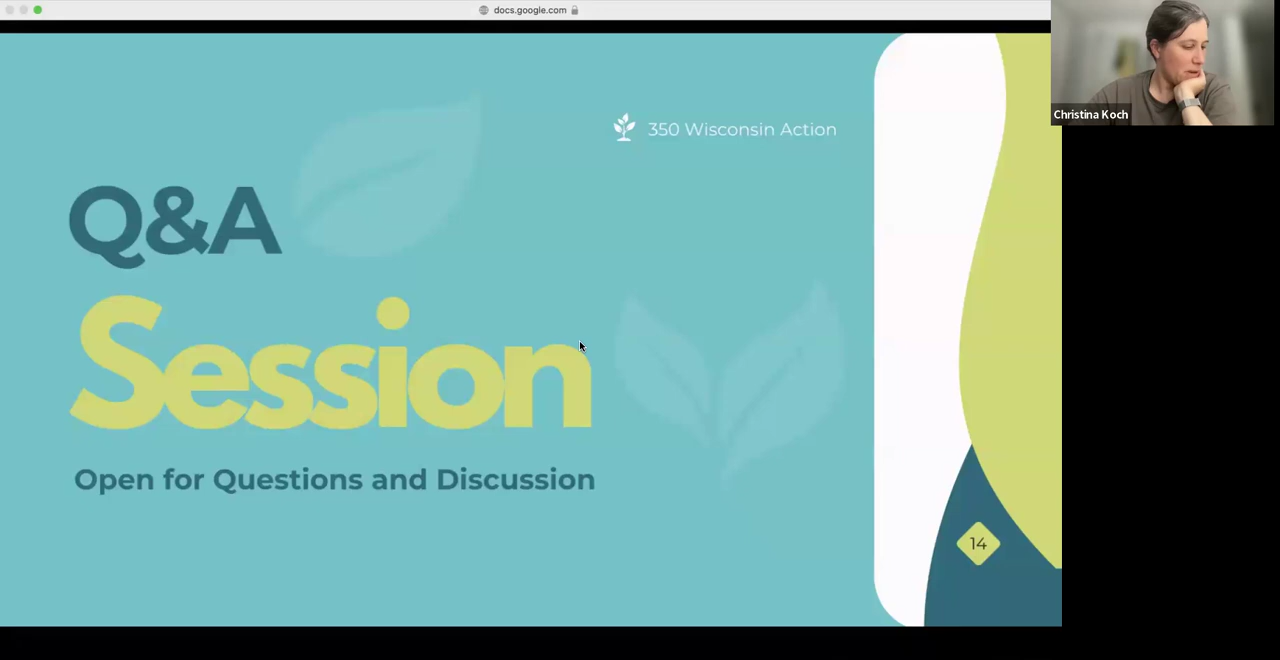 docs.google.com
Christina Koch
350 Wisconsin Action
Q&A
Session
Open for Questions and Discussion
14